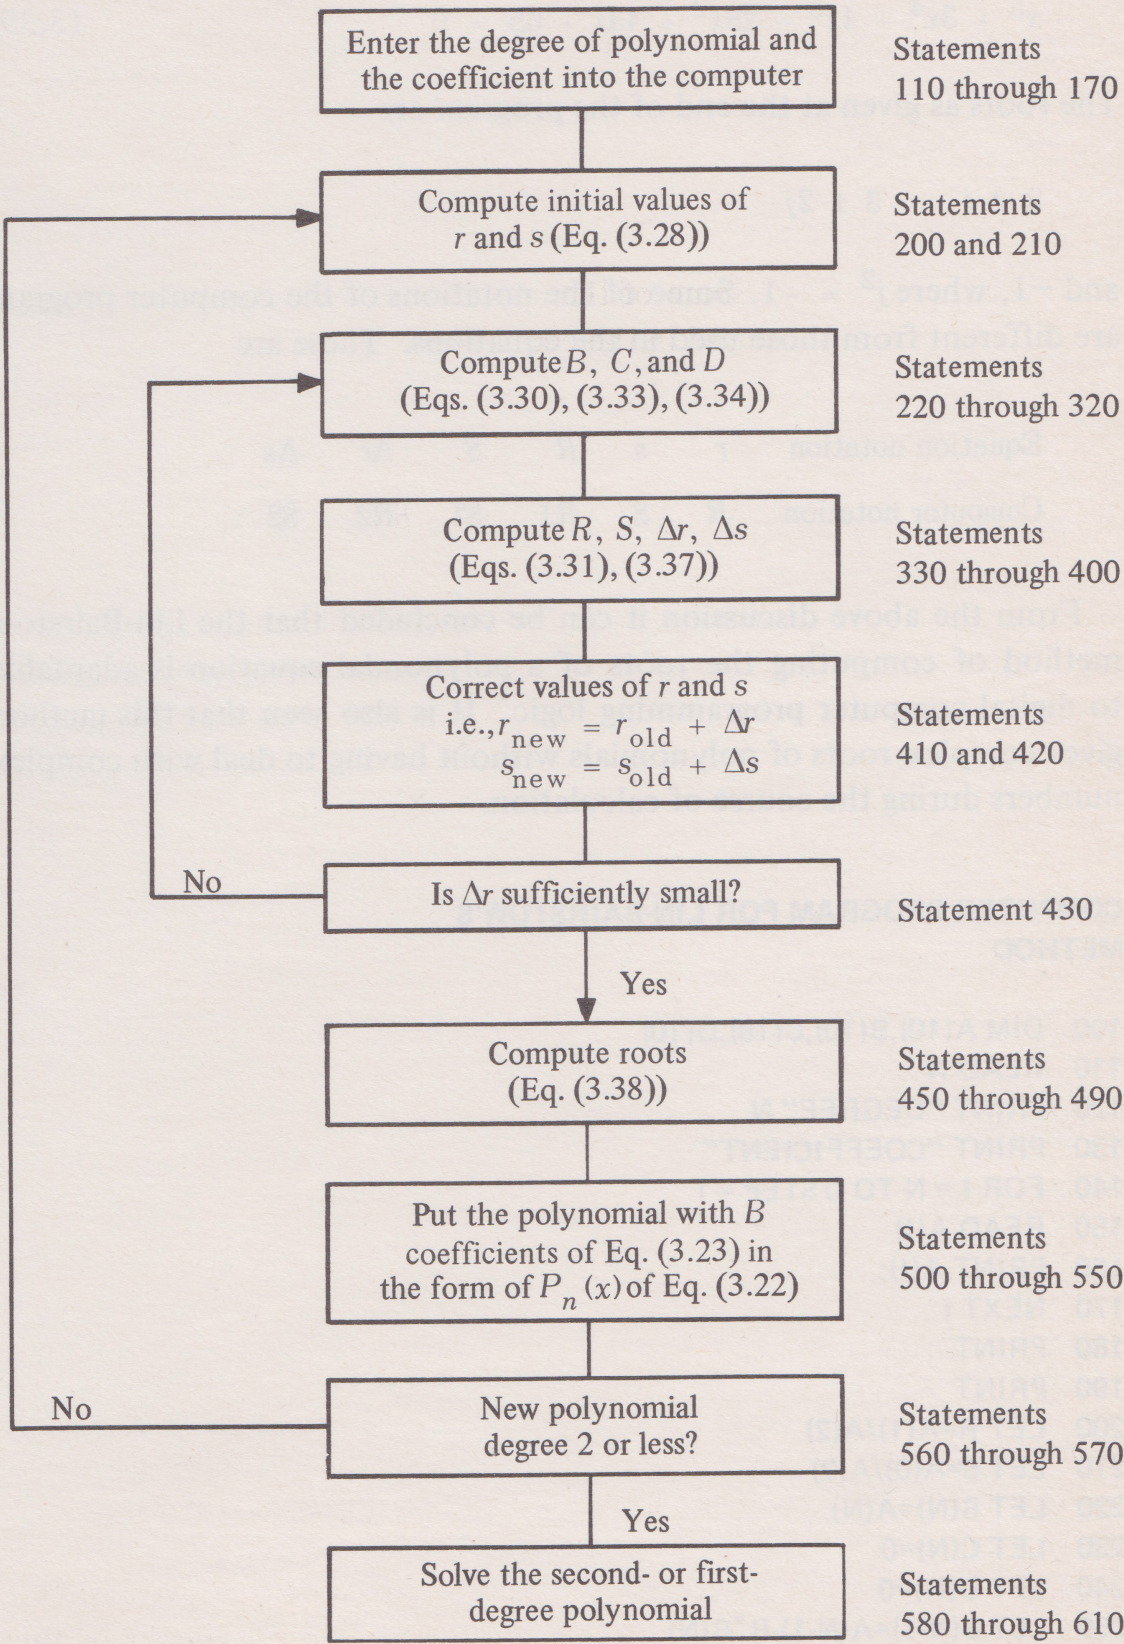 Enter the degree of polynomial and
the coefficient into the computer
Statements
110 through 170
Compute initial values of
r and s (Eq. (3.28))
Statements
200 and 210
Compute B, C, and D
(Eqs. (3.30), (3.33), (3.34))
Statements
220 through 320
Compute R, S, Δr, Δs
(Eqs. (3.31), (3.37))
Statements
330 through 400
Correct values of r and s
i.e., r_new = r_old + Δr
s_new = s_old + Δs
Statements
410 and 420
No
Is Δr sufficiently small?
Statement 430
Yes
Compute roots
(Eq. (3.38))
Statements
450 through 490
Put the polynomial with B
coefficients of Eq. (3.23) in
the form of P_n (x) of Eq. (3.22)
Statements
500 through 550
No
New polynomial
degree 2 or less?
Statements
560 through 570
Yes
Solve the second- or first-
degree polynomial
Statements
580 through 610